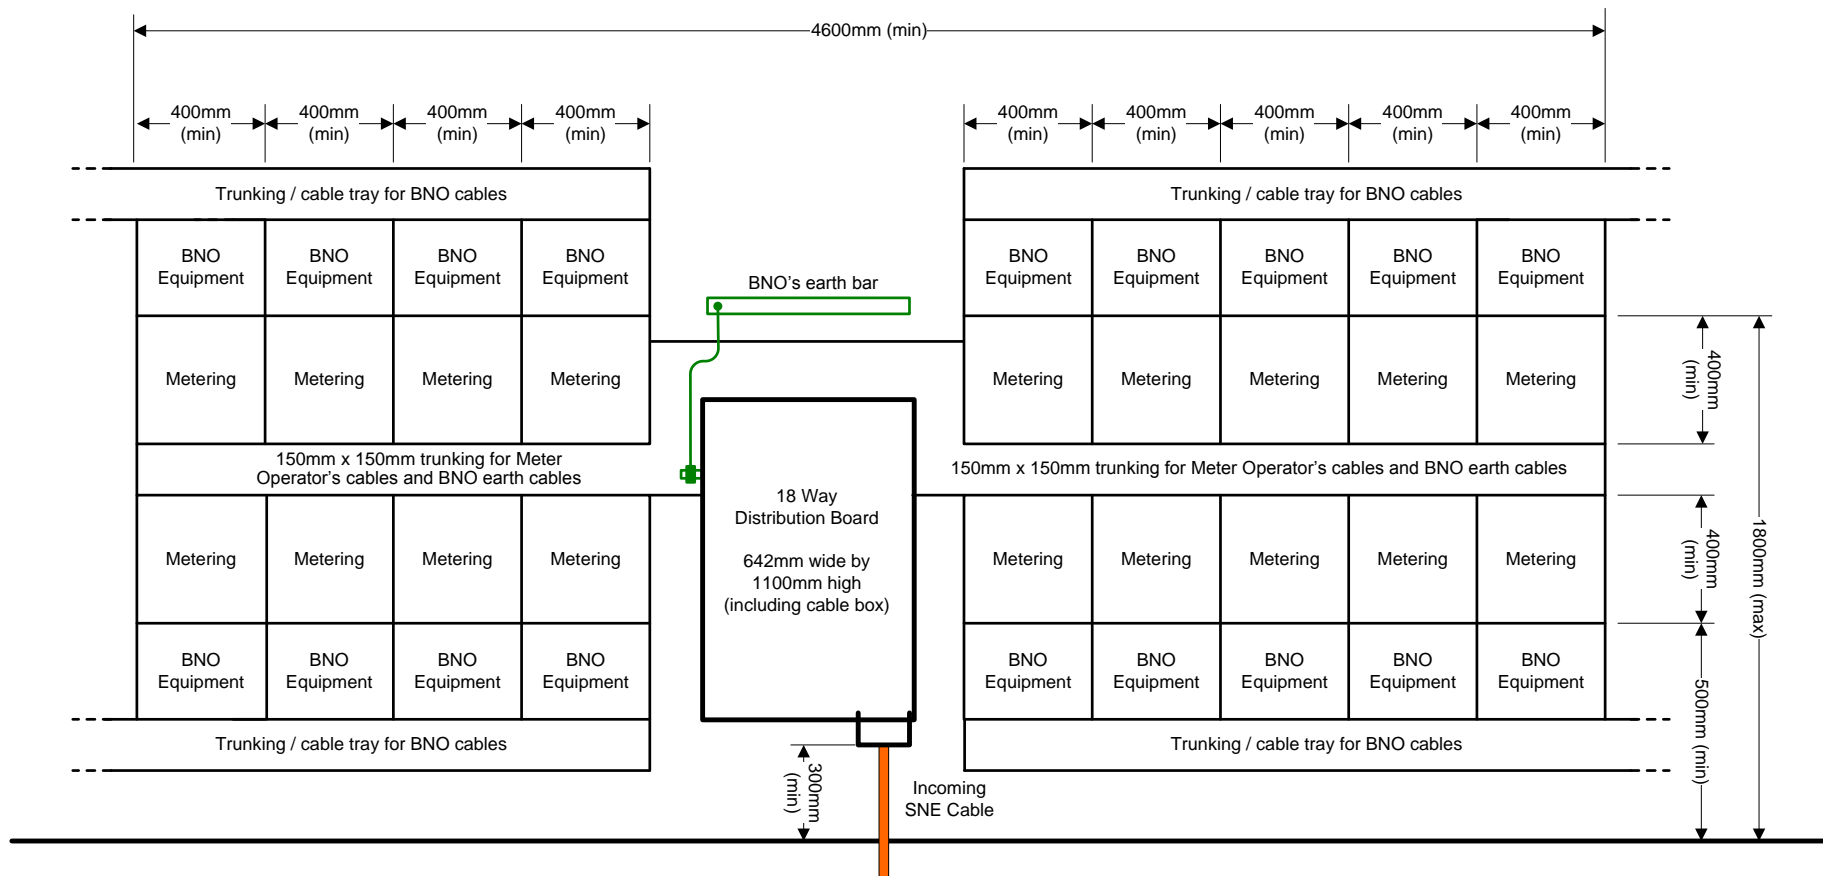 4600mm (min)
400mm
(min)
400mm
(min)
400mm
(min)
400mm
(min)
400mm
(min)
400mm
(min)
400mm
(min)
400mm
(min)
400mm
(min)
Trunking / cable tray for BNO cables
Trunking / cable tray for BNO cables
BNO
Equipment
BNO
Equipment
BNO
Equipment
BNO
Equipment
BNO
Equipment
BNO
Equipment
BNO
Equipment
BNO
Equipment
BNO
Equipment
BNO's earth bar
Metering
Metering
Metering
Metering
Metering
Metering
Metering
Metering
Metering
400mm
(min)
150mm x 150mm trunking for Meter
Operator's cables and BNO earth cables
150mm x 150mm trunking for Meter Operator's cables and BNO earth cables
18 Way
Distribution Board
642mm wide by
1100mm high
(including cable box)
Metering
Metering
Metering
Metering
Metering
Metering
Metering
Metering
Metering
400mm
(min)
1800mm (max)
BNO
Equipment
BNO
Equipment
BNO
Equipment
BNO
Equipment
BNO
Equipment
BNO
Equipment
BNO
Equipment
BNO
Equipment
BNO
Equipment
500mm (min)
Trunking / cable tray for BNO cables
Trunking / cable tray for BNO cables
300mm
(min)
Incoming
SNE Cable